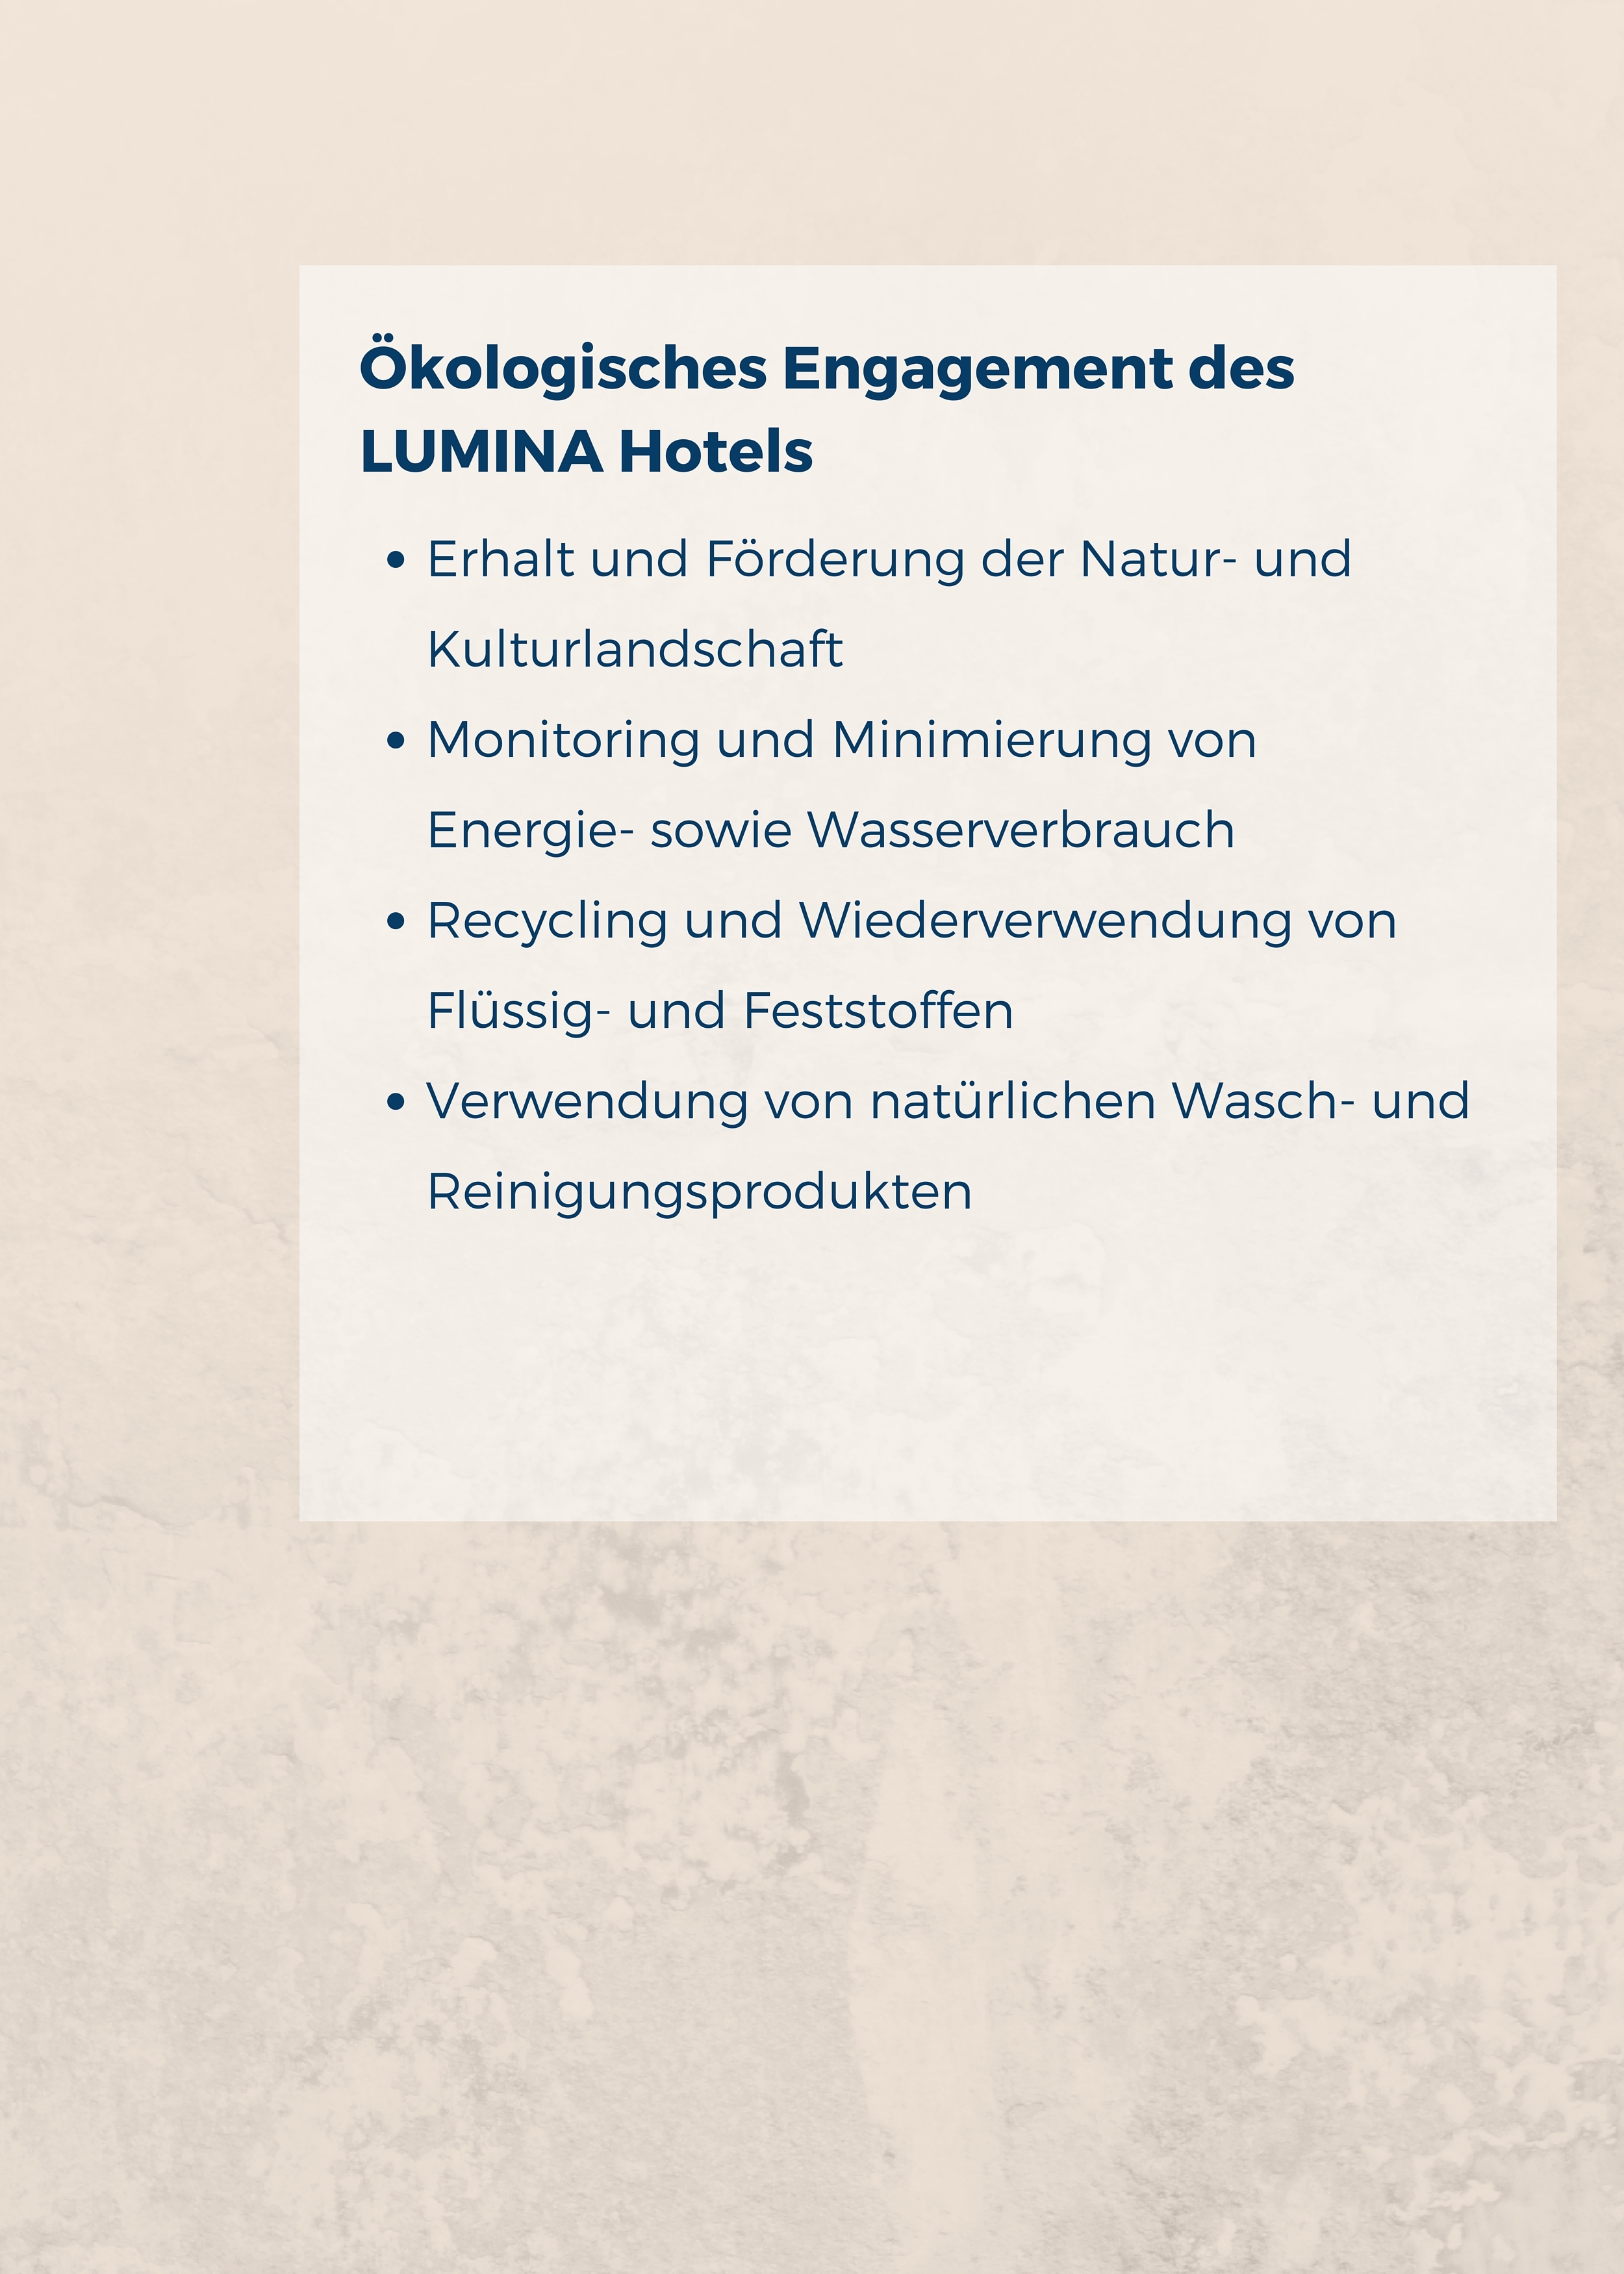 Ökologisches Engagement des
LUMINA Hotels
• Erhalt und Förderung der Natur- und
Kulturlandschaft
• Monitoring und Minimierung von
Energie- sowie Wasserverbrauch
• Recycling und Wiederverwendung von
Flüssig- und Feststoffen
• Verwendung von natürlichen Wasch- und
Reinigungsprodukten